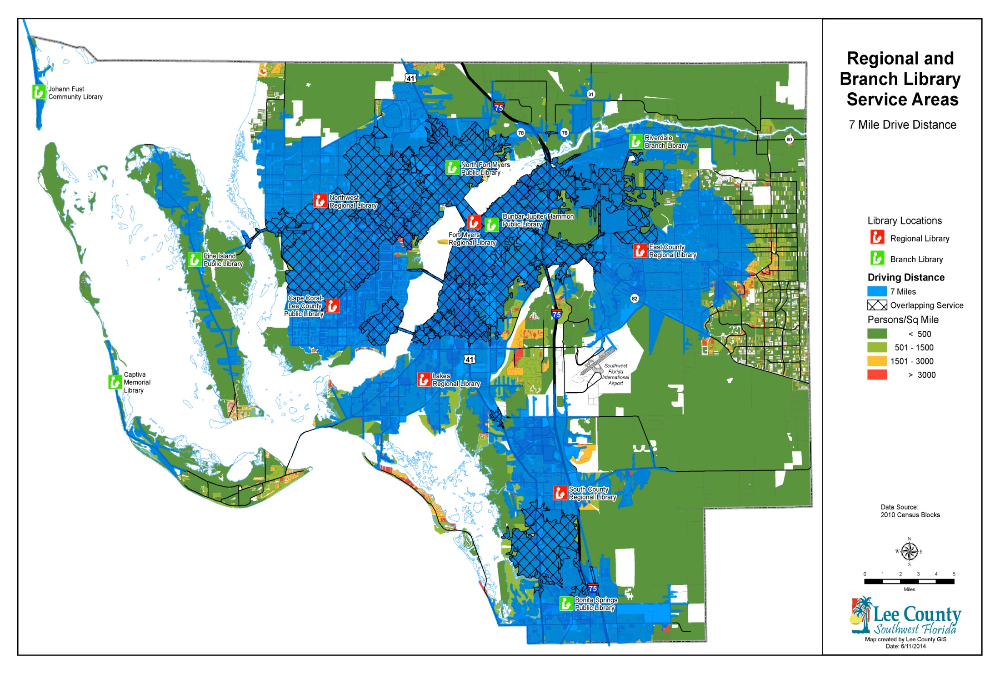 Regional and
Branch Library
Service Areas
7 Mile Drive Distance
Library Locations
Regional Library
Branch Library
Driving Distance
7 Miles
Overlapping Service
Persons/Sq Mile
< 500
501 - 1500
1501 - 3000
> 3000
Data Source:
2010 Census Blocks
N
W E
S
0 1 2 3 4 5
Miles
Lee County
Southwest Florida
Map created by Lee County GIS
Date: 6/11/2014
41
Johann Fust
Community Library
31
75
78
78
Riverdale
Branch Library
80
North Fort Myers
Public Library
Northwest
Regional Library
Dunbar-Jupiter Hammon
Public Library
Fort Myers
Regional Library
East County
Regional Library
Pine Island
Public Library
Page
Field
Cape Coral-
Lee County
Public Library
82
75
41
Southwest
Florida
International
Airport
Captiva
Memorial
Library
Lakes
Regional Library
South County
Regional Library
75
Bonita Springs
Public Library